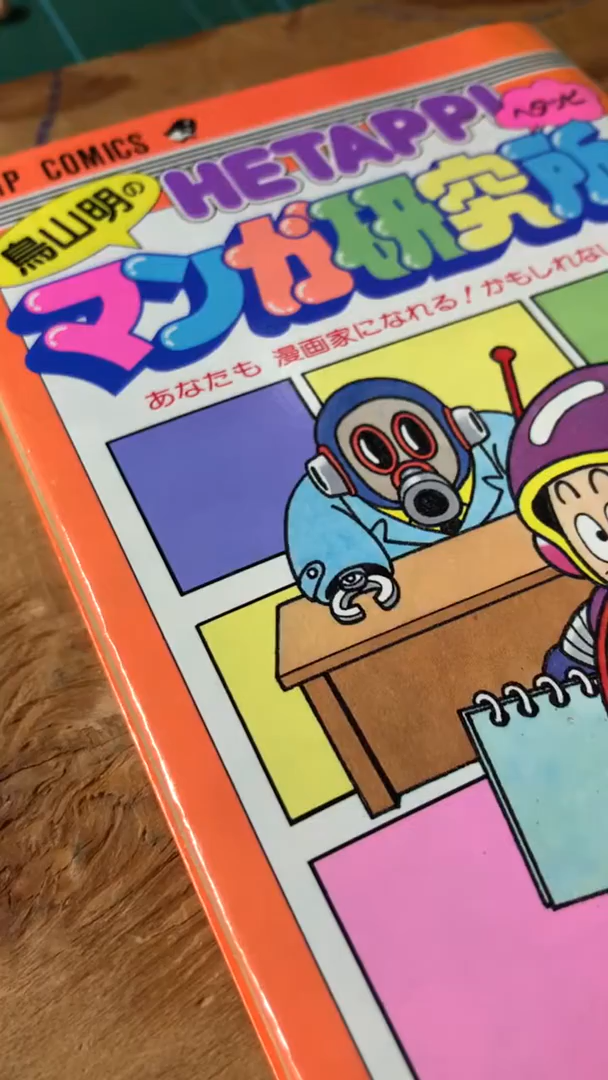 MP COMICS
鳥山明の
HETAPPI
ヘタッピ
マンガ研究所
あなたも 漫画家になれる! かもしれない